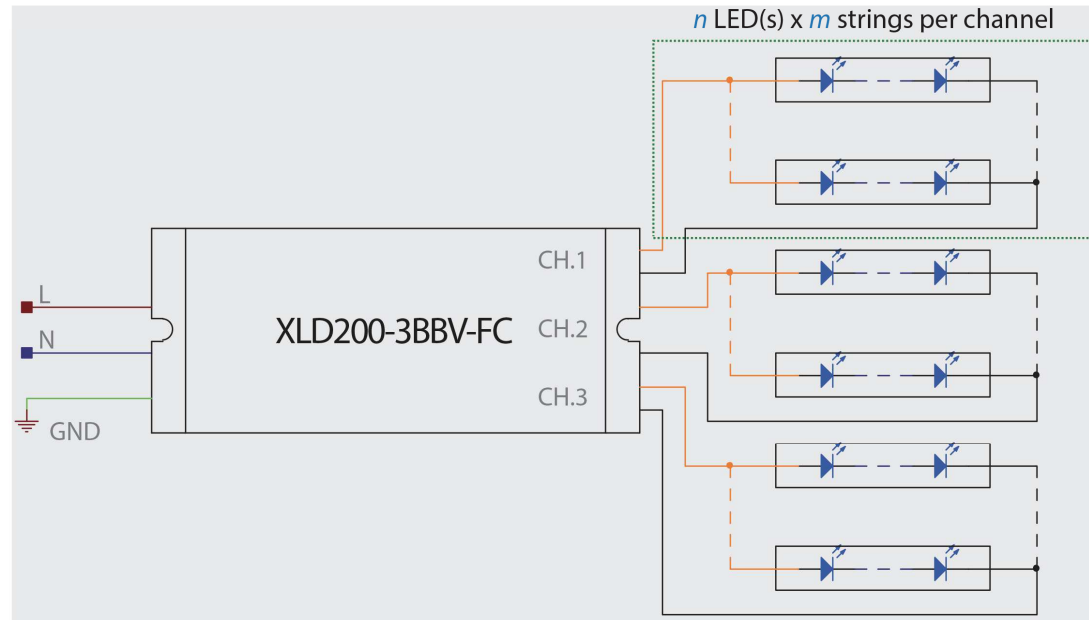 n LED(s) x m strings per channel
CH.1
L
N
XLD200-3BBV-FC
CH.2
CH.3
GND